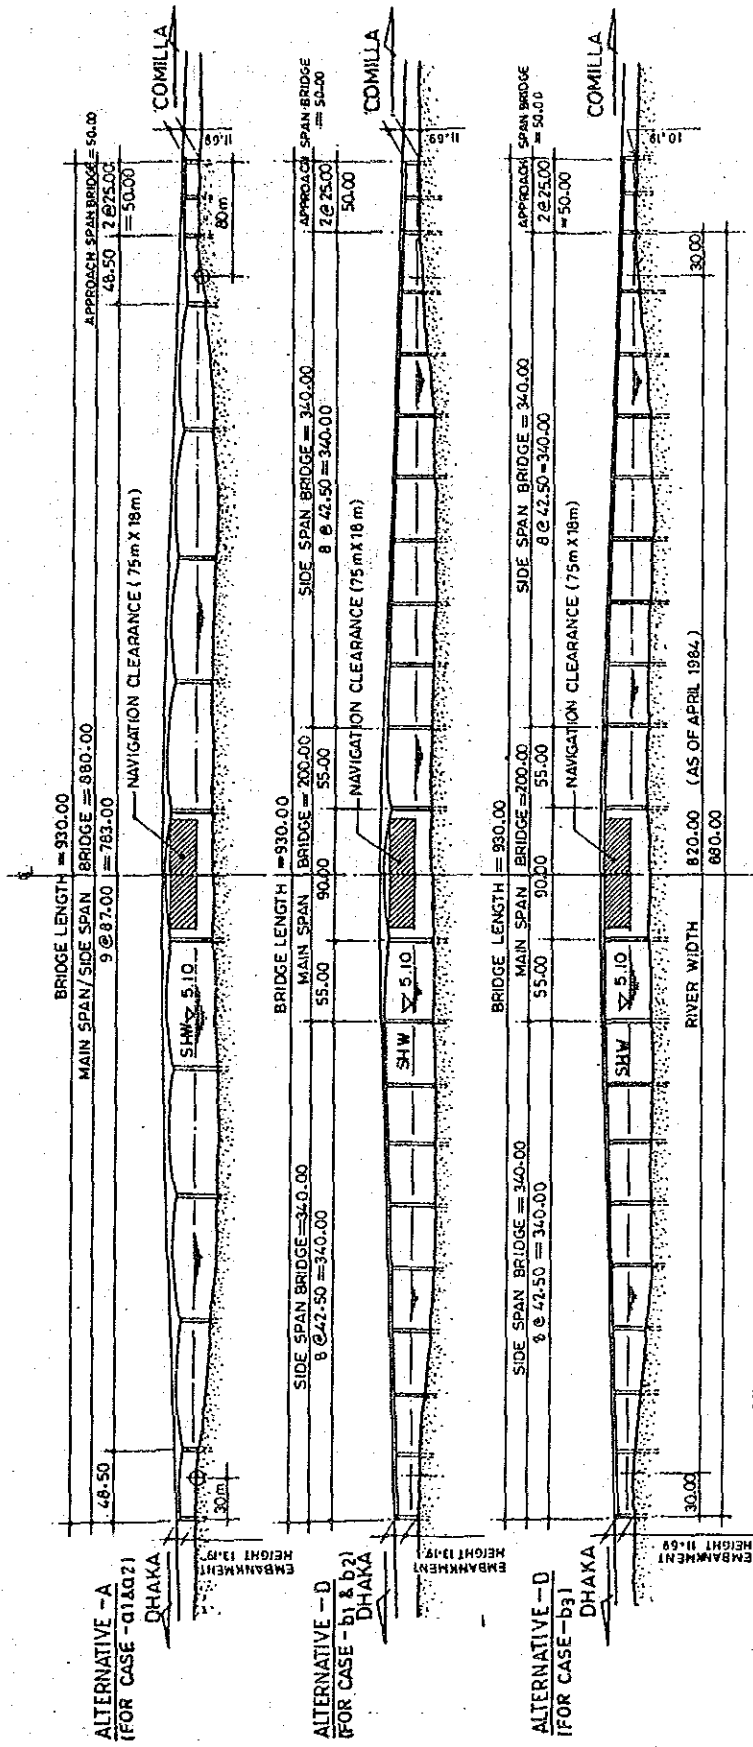 ALTERNATIVE-A
(FOR CASE-a1&a2)
DHAKA
COMILLA
BRIDGE LENGTH = 930.00
MAIN SPAN/SIDE SPAN BRIDGE = 880.00
APPROACH SPAN BRIDGE = 50.00
48.50
9 @ 87.00 = 783.00
48.50
2@25.00
= 50.00
NAVIGATION CLEARANCE (75m X 18m)
SHW ▽ 5.10
30m
80m
EMBANKMENT
HEIGHT 13.19
11.69
ALTERNATIVE-D
(FOR CASE-b1 & b2)
DHAKA
COMILLA
BRIDGE LENGTH = 930.00
SIDE SPAN BRIDGE = 340.00
MAIN SPAN BRIDGE = 200.00
SIDE SPAN BRIDGE = 340.00
APPROACH SPAN BRIDGE
= 50.00
8 @ 42.50 = 340.00
55.00
90.00
55.00
8 @ 42.50 = 340.00
2@25.00
50.00
NAVIGATION CLEARANCE (75m X 18m)
SHW ▽ 5.10
EMBANKMENT
HEIGHT 13.19
11.69
ALTERNATIVE-D
(FOR CASE-b3)
DHAKA
COMILLA
BRIDGE LENGTH = 930.00
SIDE SPAN BRIDGE = 340.00
MAIN SPAN BRIDGE = 200.00
SIDE SPAN BRIDGE = 340.00
APPROACH SPAN BRIDGE
= 50.00
8 @ 42.50 = 340.00
55.00
90.00
55.00
8 @ 42.50 = 340.00
2@25.00
= 50.00
NAVIGATION CLEARANCE (75m X 18m)
SHW ▽ 5.10
EMBANKMENT
HEIGHT 11.69
10.19
30.00
RIVER WIDTH 820.00 (AS OF APRIL 1984)
30.00
880.00